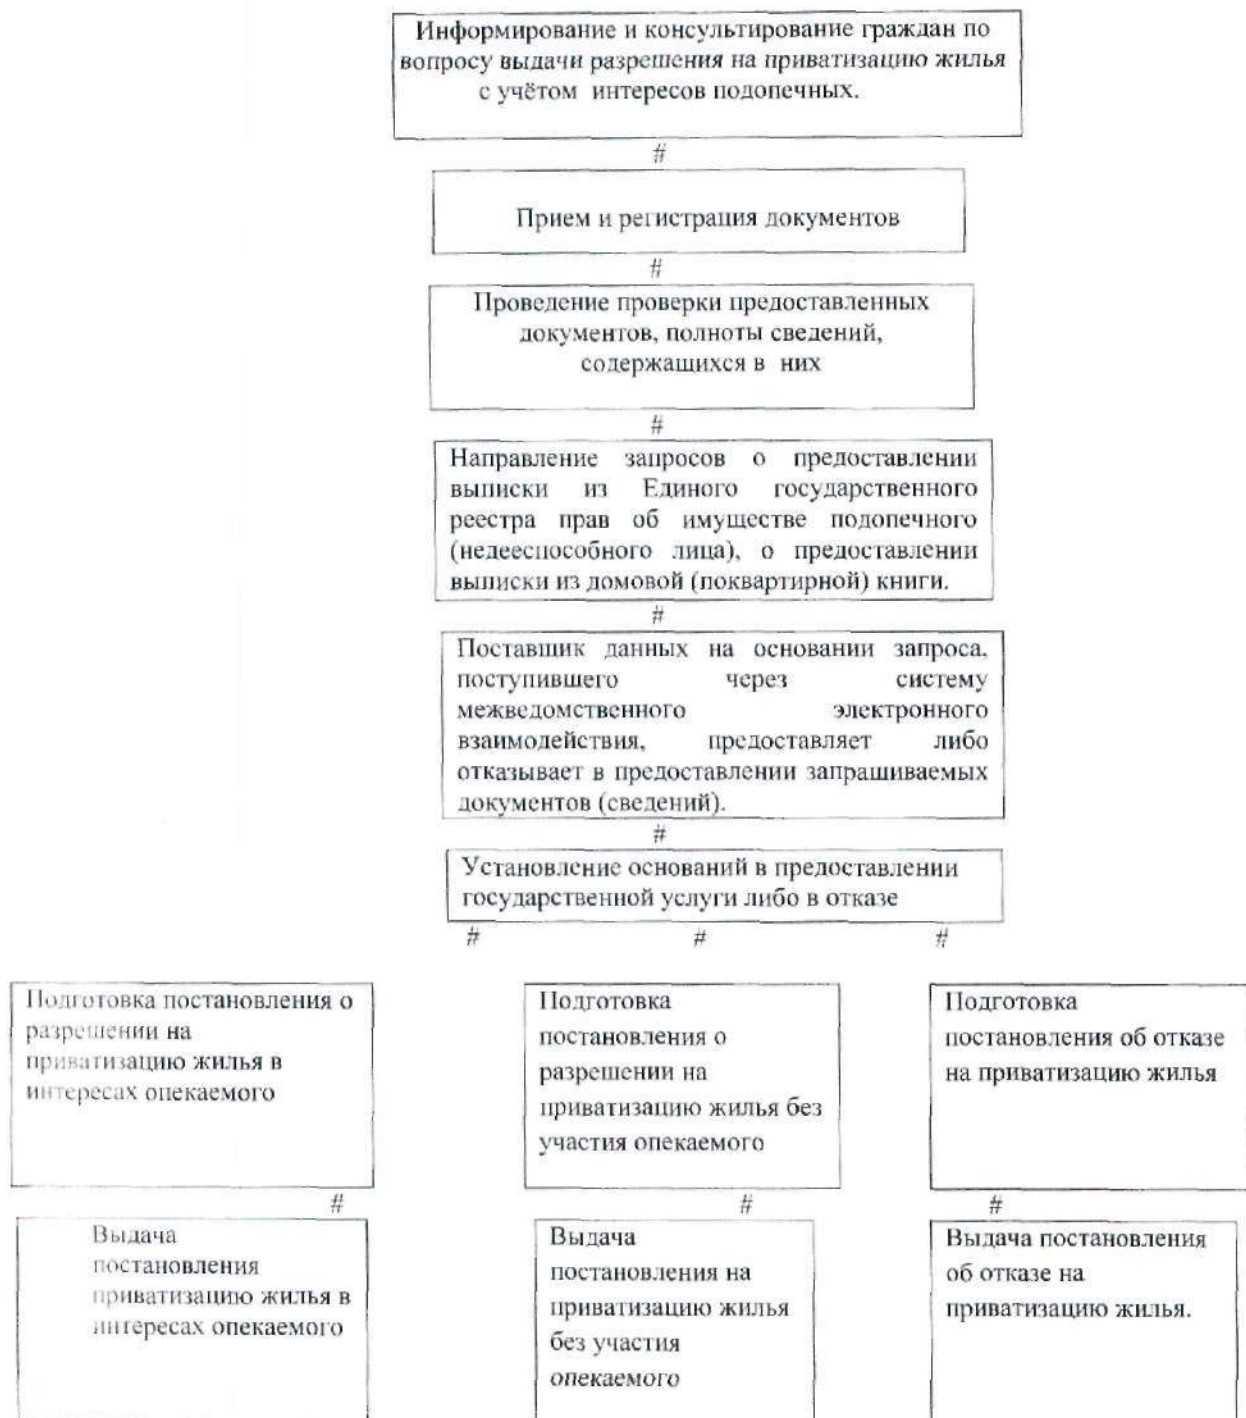 Информирование и консультирование граждан по
вопросу выдачи разрешения на приватизацию жилья
с учётом интересов подопечных.
#
Прием и регистрация документов
#
Проведение проверки предоставленных
документов, полноты сведений,
содержащихся в них
#
Направление запросов о предоставлении
выписки из Единого государственного
реестра прав об имуществе подопечного
(недееспособного лица), о предоставлении
выписки из домовой (поквартирной) книги.
#
Поставщик данных на основании запроса,
поступившего через систему
межведомственного электронного
взаимодействия, предоставляет либо
отказывает в предоставлении запрашиваемых
документов (сведений).
#
Установление оснований в предоставлении
государственной услуги либо в отказе
# # #
Подготовка постановления о
разрешении на
приватизацию жилья в
интересах опекаемого
#
Выдача
постановления
приватизацию жилья в
интересах опекаемого
Подготовка
постановления о
разрешении на
приватизацию жилья без
участия опекаемого
#
Выдача
постановления на
приватизацию жилья
без участия
опекаемого
Подготовка
постановления об отказе
на приватизацию жилья
#
Выдача постановления
об отказе на
приватизацию жилья.